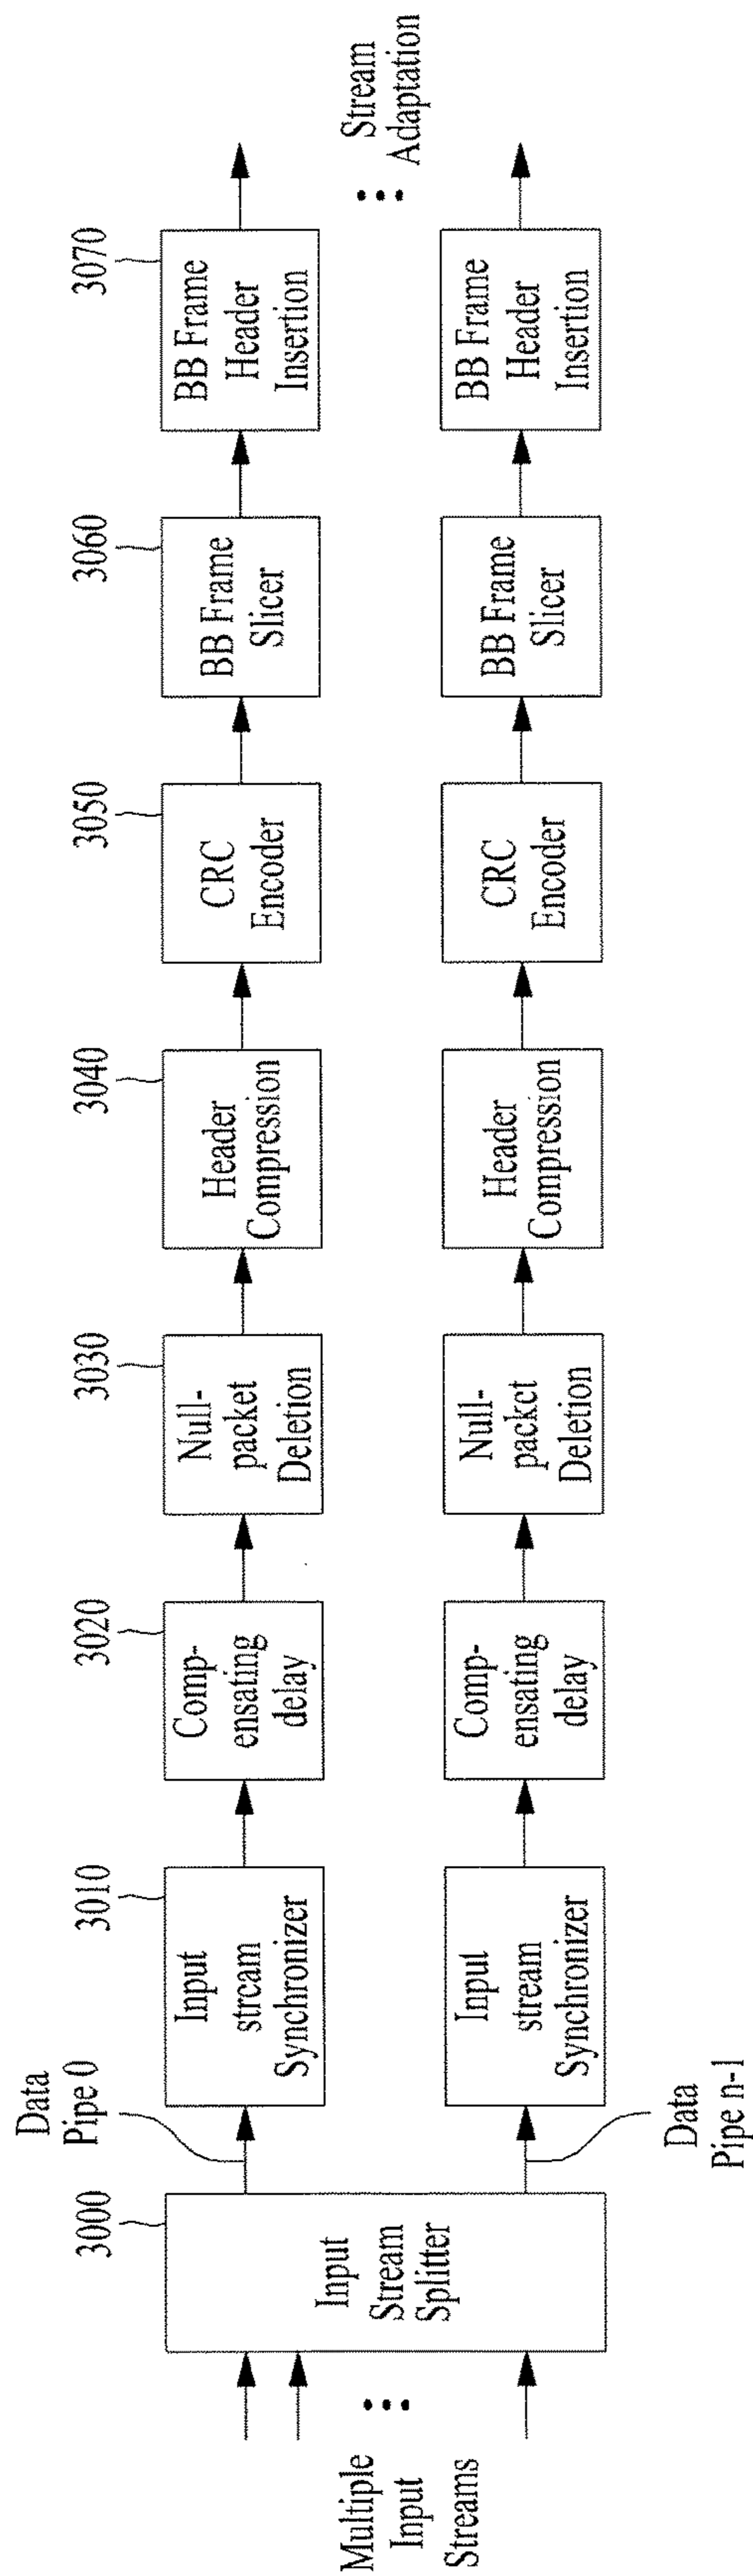 Multiple
Input
Streams
3000
Input
Stream
Splitter
Data
Pipe 0
Data
Pipe n-1
3010
Input
stream
Synchronizer
3020
Comp-
ensating
delay
3030
Null-
packet
Deletion
3040
Header
Compression
3050
CRC
Encoder
3060
BB Frame
Slicer
3070
BB Frame
Header
Insertion
Input
stream
Synchronizer
Comp-
ensating
delay
Null-
packet
Deletion
Header
Compression
CRC
Encoder
BB Frame
Slicer
BB Frame
Header
Insertion
Stream
Adaptation